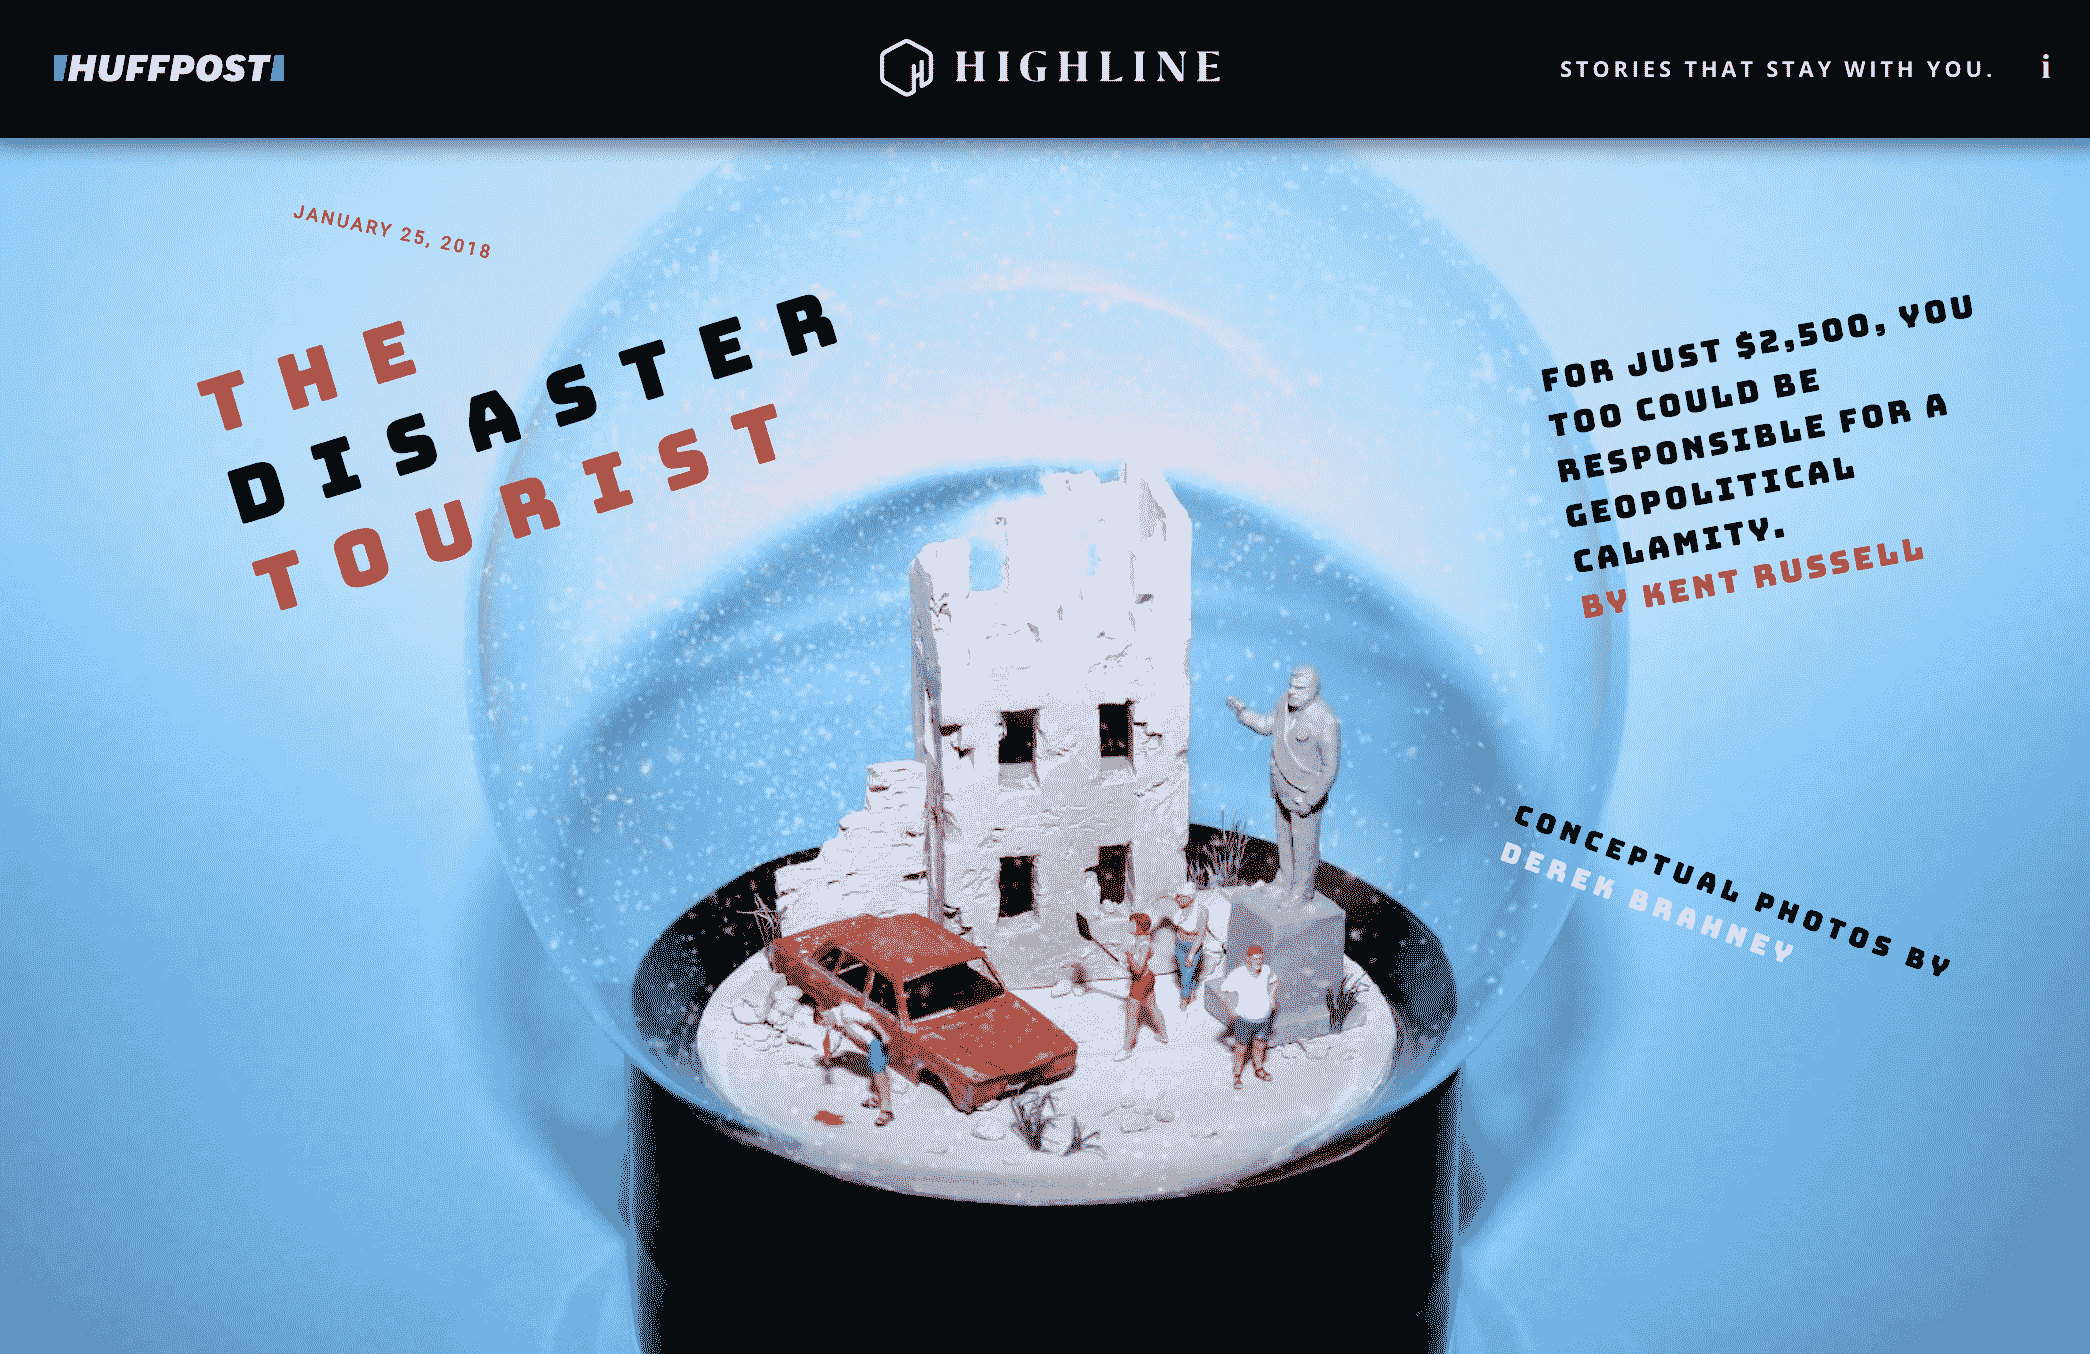 HUFFPOST
HIGHLINE
STORIES THAT STAY WITH YOU.
i
JANUARY 25, 2018
THE
DISASTER
TOURIST
FOR JUST $2,500, YOU
TOO COULD BE
RESPONSIBLE FOR A
GEOPOLITICAL
CALAMITY.
BY KENT RUSSELL
CONCEPTUAL PHOTOS BY
DEREK BRAHNEY